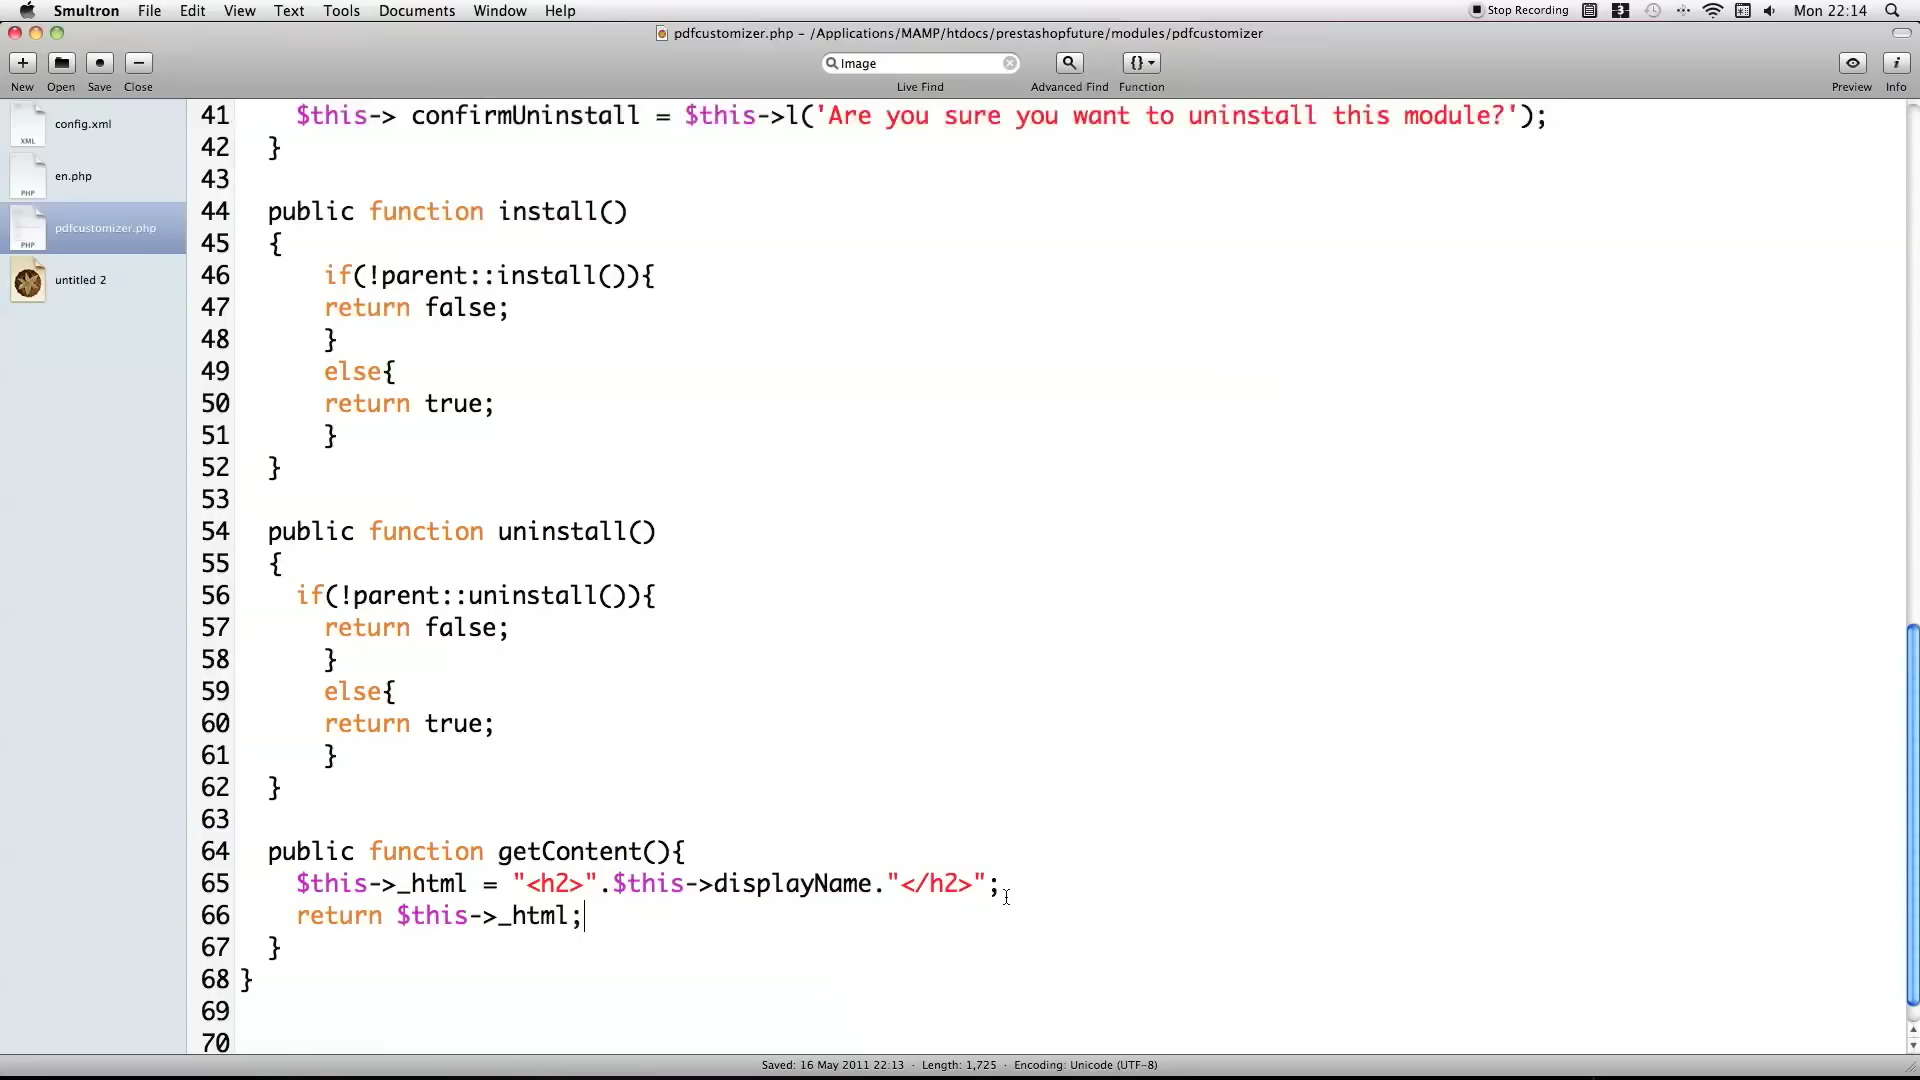 Smultron File Edit View Text Tools Documents Window Help Stop Recording 3 Mon 22:14
pdfcustomizer.php – /Applications/MAMP/htdocs/prestashopfuture/modules/pdfcustomizer
Image
New Open Save Close Live Find Advanced Find Function Preview Info
config.xml
XML
en.php
PHP
pdfcustomizer.php
PHP
untitled 2
41 $this-> confirmUninstall = $this->l('Are you sure you want to uninstall this module?');
42 }
43
44 public function install()
45 {
46 if(!parent::install()){
47 return false;
48 }
49 else{
50 return true;
51 }
52 }
53
54 public function uninstall()
55 {
56 if(!parent::uninstall()){
57 return false;
58 }
59 else{
60 return true;
61 }
62 }
63
64 public function getContent(){
65 $this->_html = "<h2>".$this->displayName."</h2>";
66 return $this->_html;
67 }
68 }
69
70
Saved: 16 May 2011 22:13 · Length: 1,725 · Encoding: Unicode (UTF-8)